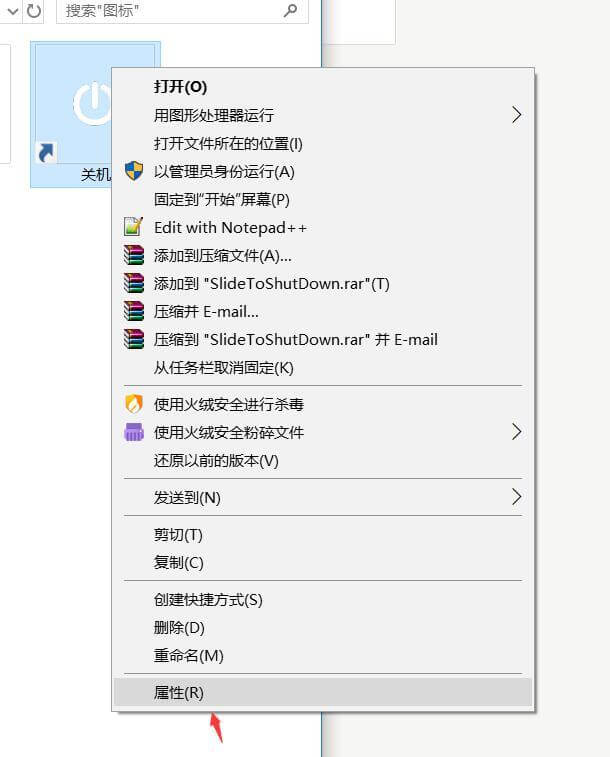 搜索"图标"
关机
打开(O)
用图形处理器运行
打开文件所在的位置(I)
以管理员身份运行(A)
固定到"开始"屏幕(P)
Edit with Notepad++
添加到压缩文件(A)...
添加到 "SlideToShutDown.rar"(T)
压缩并 E-mail...
压缩到 "SlideToShutDown.rar" 并 E-mail
从任务栏取消固定(K)
使用火绒安全进行杀毒
使用火绒安全粉碎文件
还原以前的版本(V)
发送到(N)
剪切(T)
复制(C)
创建快捷方式(S)
删除(D)
重命名(M)
属性(R)